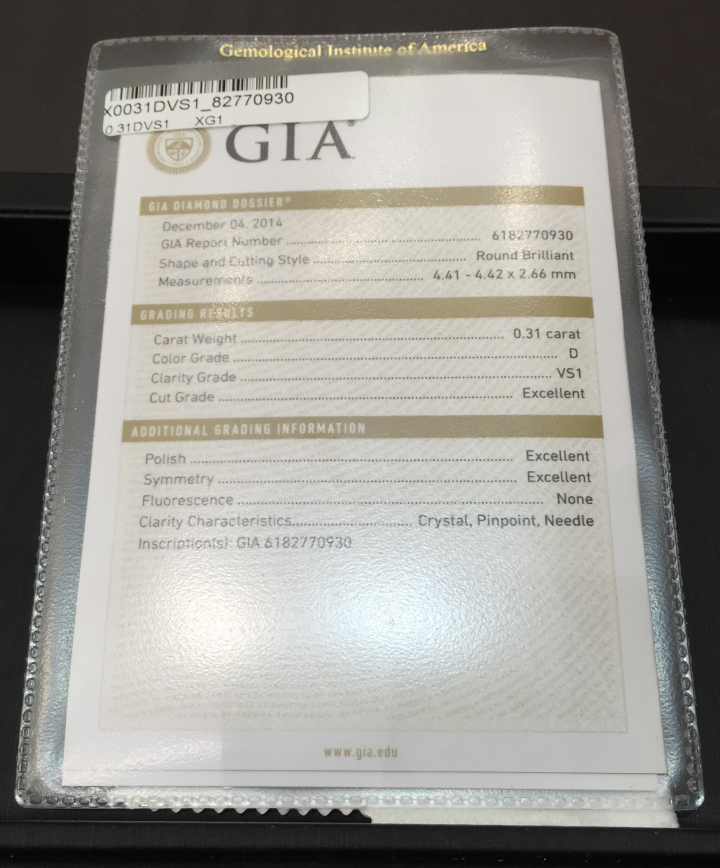 Gemological Institute of America
X0031DVS1_82770930
0.31DVS1 XG1
GIA®
GIA DIAMOND DOSSIER®
December 04, 2014
GIA Report Number 6182770930
Shape and Cutting Style Round Brilliant
Measurements 4.41 - 4.42 x 2.66 mm
GRADING RESULTS
Carat Weight 0.31 carat
Color Grade D
Clarity Grade VS1
Cut Grade Excellent
ADDITIONAL GRADING INFORMATION
Polish Excellent
Symmetry Excellent
Fluorescence None
Clarity Characteristics Crystal, Pinpoint, Needle
Inscription(s): GIA 6182770930
www.gia.edu